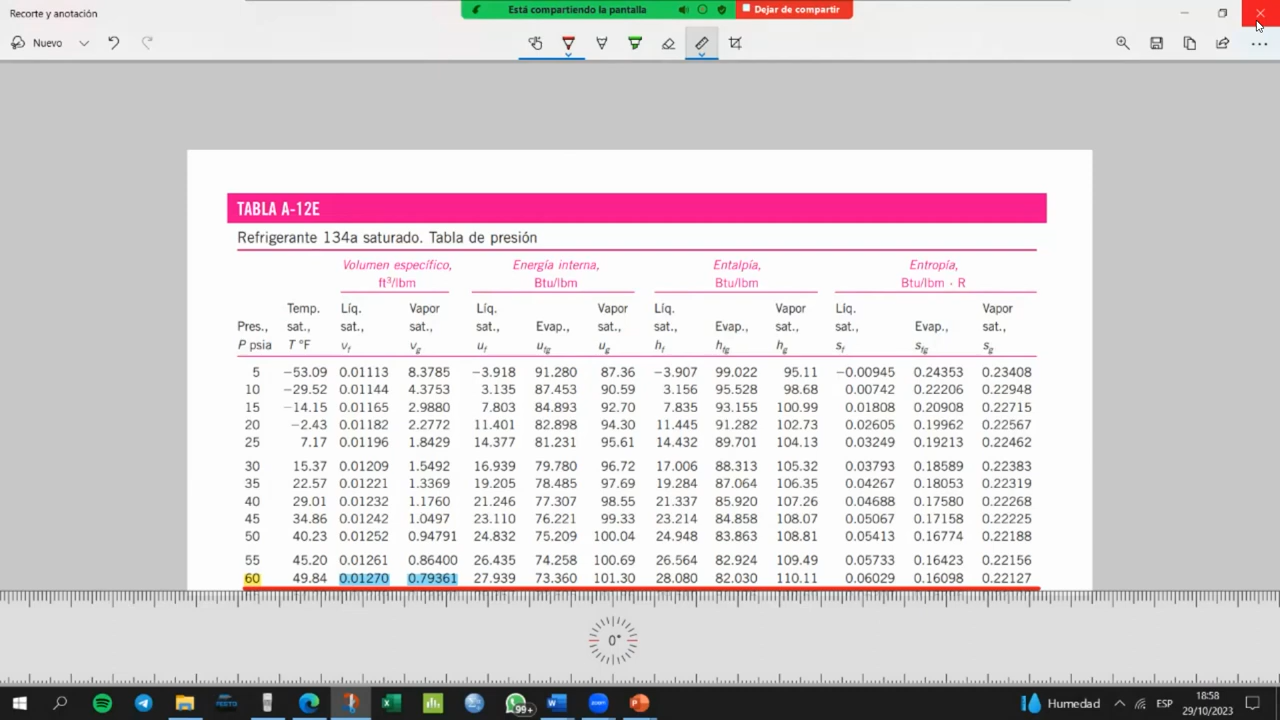 Recorte y anotación
Está compartiendo la pantalla
Dejar de compartir
Nuevo
TABLA A-12E
Refrigerante 134a saturado. Tabla de presión
Volumen específico, Energía interna, Entalpía, Entropía,
ft³/lbm Btu/lbm Btu/lbm Btu/lbm · R
Temp. Líq. Vapor Líq. Vapor Líq. Vapor Líq. Vapor
Pres., sat., sat., sat., sat., Evap., sat., sat., Evap., sat., sat., Evap., sat.,
P psia T °F vf vg uf ufg ug hf hfg hg sf sfg sg
5 −53.09 0.01113 8.3785 −3.918 91.280 87.36 −3.907 99.022 95.11 −0.00945 0.24353 0.23408
10 −29.52 0.01144 4.3753 3.135 87.453 90.59 3.156 95.528 98.68 0.00742 0.22206 0.22948
15 −14.15 0.01165 2.9880 7.803 84.893 92.70 7.835 93.155 100.99 0.01808 0.20908 0.22715
20 −2.43 0.01182 2.2772 11.401 82.898 94.30 11.445 91.282 102.73 0.02605 0.19962 0.22567
25 7.17 0.01196 1.8429 14.377 81.231 95.61 14.432 89.701 104.13 0.03249 0.19213 0.22462
30 15.37 0.01209 1.5492 16.939 79.780 96.72 17.006 88.313 105.32 0.03793 0.18589 0.22383
35 22.57 0.01221 1.3369 19.205 78.485 97.69 19.284 87.064 106.35 0.04267 0.18053 0.22319
40 29.01 0.01232 1.1760 21.246 77.307 98.55 21.337 85.920 107.26 0.04688 0.17580 0.22268
45 34.86 0.01242 1.0497 23.110 76.221 99.33 23.214 84.858 108.07 0.05067 0.17158 0.22225
50 40.23 0.01252 0.94791 24.832 75.209 100.04 24.948 83.863 108.81 0.05413 0.16774 0.22188
55 45.20 0.01261 0.86400 26.435 74.258 100.69 26.564 82.924 109.49 0.05733 0.16423 0.22156
60 49.84 0.01270 0.79361 27.939 73.360 101.30 28.080 82.030 110.11 0.06029 0.16098 0.22127
0°
FESTO
99+
zoom
Humedad
ESP
18:58
29/10/2023